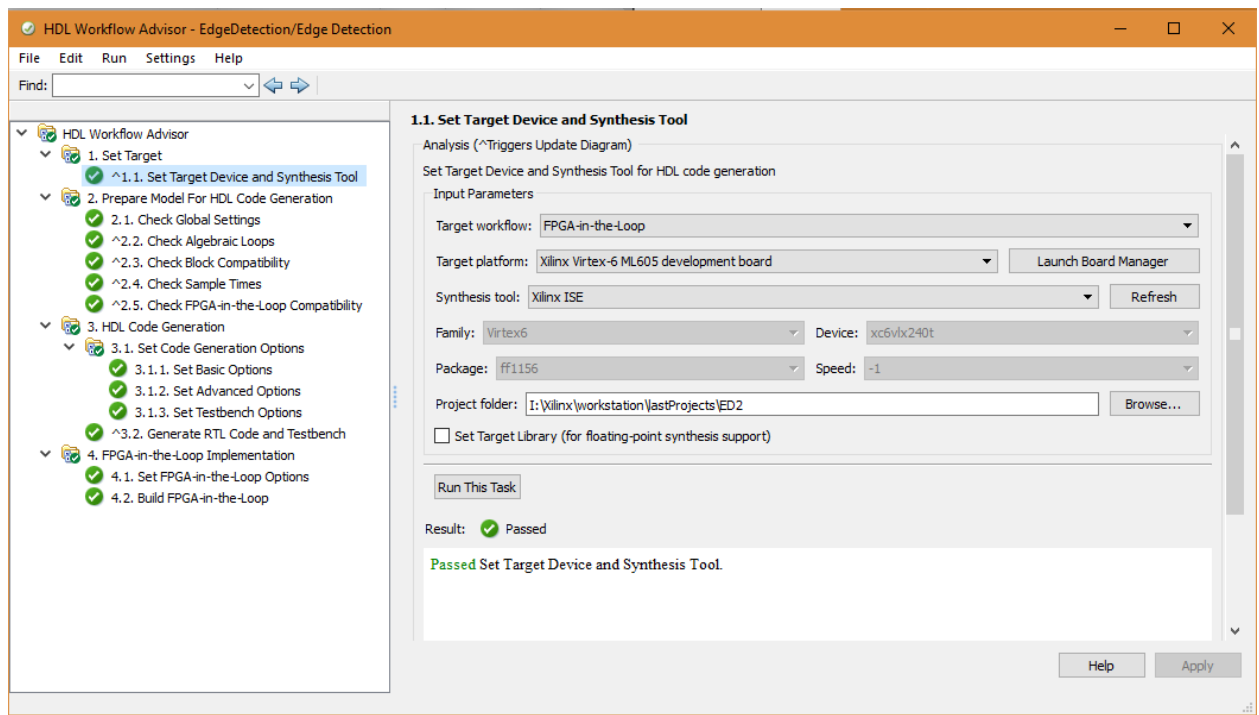 HDL Workflow Advisor - EdgeDetection/Edge Detection
File Edit Run Settings Help
Find:
HDL Workflow Advisor
1. Set Target
^1.1. Set Target Device and Synthesis Tool
2. Prepare Model For HDL Code Generation
2.1. Check Global Settings
^2.2. Check Algebraic Loops
^2.3. Check Block Compatibility
^2.4. Check Sample Times
^2.5. Check FPGA-in-the-Loop Compatibility
3. HDL Code Generation
3.1. Set Code Generation Options
3.1.1. Set Basic Options
3.1.2. Set Advanced Options
3.1.3. Set Testbench Options
^3.2. Generate RTL Code and Testbench
4. FPGA-in-the-Loop Implementation
4.1. Set FPGA-in-the-Loop Options
4.2. Build FPGA-in-the-Loop
1.1. Set Target Device and Synthesis Tool
Analysis (^Triggers Update Diagram)
Set Target Device and Synthesis Tool for HDL code generation
Input Parameters
Target workflow: FPGA-in-the-Loop
Target platform: Xilinx Virtex-6 ML605 development board Launch Board Manager
Synthesis tool: Xilinx ISE Refresh
Family: Virtex6 Device: xc6vlx240t
Package: ff1156 Speed: -1
Project folder: I:\Xilinx\workstation\lastProjects\ED2 Browse...
Set Target Library (for floating-point synthesis support)
Run This Task
Result: Passed
Passed Set Target Device and Synthesis Tool.
Help Apply